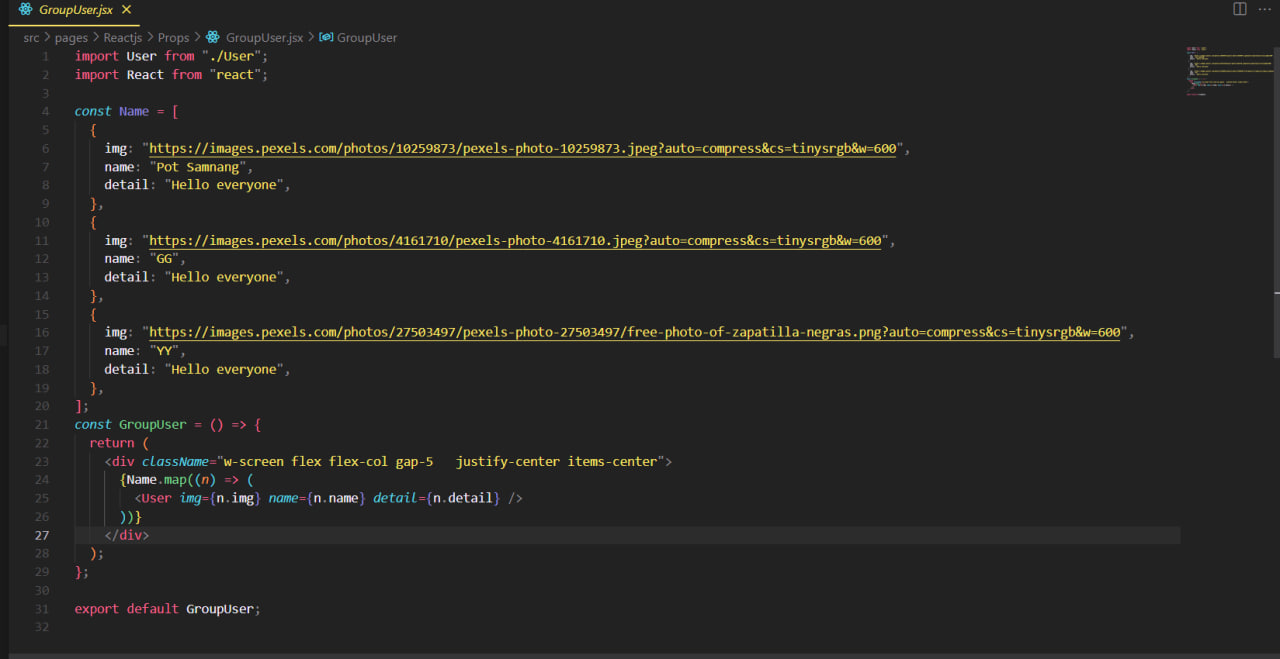 GroupUser.jsx
src > pages > Reactjs > Props > GroupUser.jsx > GroupUser
1 import User from "./User";
2 import React from "react";
3
4 const Name = [
5 {
6 img: "https://images.pexels.com/photos/10259873/pexels-photo-10259873.jpeg?auto=compress&cs=tinysrgb&w=600",
7 name: "Pot Samnang",
8 detail: "Hello everyone",
9 },
10 {
11 img: "https://images.pexels.com/photos/4161710/pexels-photo-4161710.jpeg?auto=compress&cs=tinysrgb&w=600",
12 name: "GG",
13 detail: "Hello everyone",
14 },
15 {
16 img: "https://images.pexels.com/photos/27503497/pexels-photo-27503497/free-photo-of-zapatilla-negras.png?auto=compress&cs=tinysrgb&w=600",
17 name: "YY",
18 detail: "Hello everyone",
19 },
20 ];
21 const GroupUser = () => {
22 return (
23 <div className="w-screen flex flex-col gap-5   justify-center items-center">
24 {Name.map((n) => (
25 <User img={n.img} name={n.name} detail={n.detail} />
26 ))}
27 </div>
28 );
29 };
30
31 export default GroupUser;
32